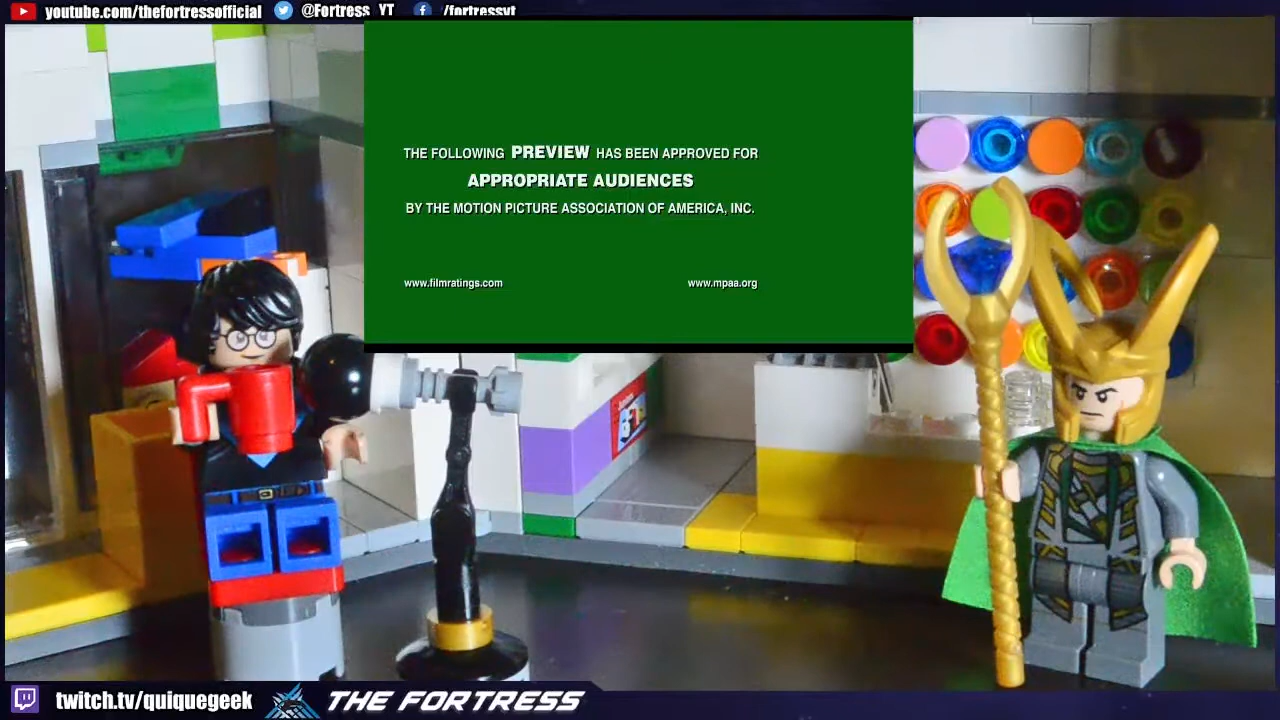 youtube.com/thefortressofficial @Fortress_YT /fortressyt
THE FOLLOWING PREVIEW HAS BEEN APPROVED FOR
APPROPRIATE AUDIENCES
BY THE MOTION PICTURE ASSOCIATION OF AMERICA, INC.
www.filmratings.com www.mpaa.org
twitch.tv/quiquegeek THE FORTRESS